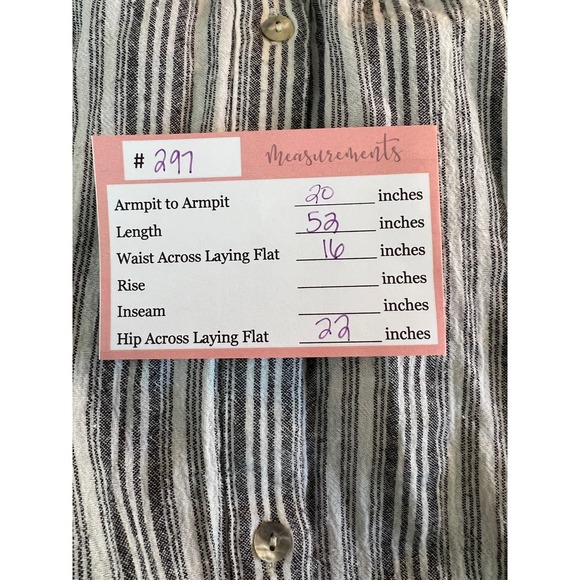 # 297 Measurements
Armpit to Armpit 20 inches
Length 52 inches
Waist Across Laying Flat 16 inches
Rise inches
Inseam inches
Hip Across Laying Flat 22 inches